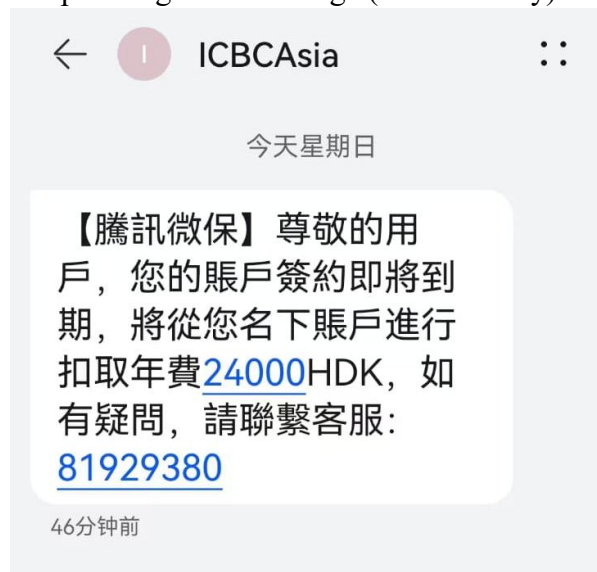 ICBCAsia
今天星期日
【騰訊微保】尊敬的用
戶，您的賬戶簽約即將到
期，將從您名下賬戶進行
扣取年費24000HDK，如
有疑問，請聯繫客服：
81929380
46分钟前